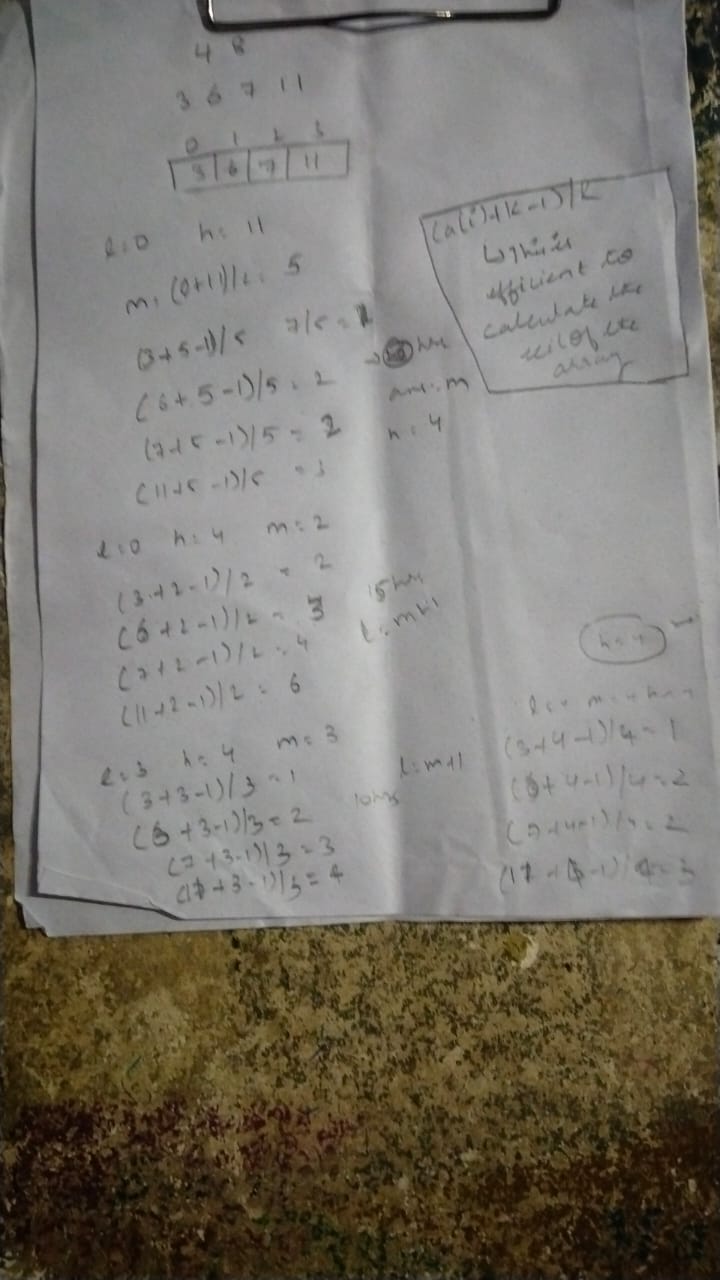 4 8
3 6 7 11
0 1 2 3
3 6 7 11
l=0 h= 11
m= (0+11)/2= 5
(3+5-1)/5 7/5 = 1
(6+5-1)/5 = 2
(7+5-1)/5 = 2
(11+5-1)/5 = 3
hrs
ans=m
h=4
(a(i)+k-1)/k
efficient to
calculate the
ceil of the
array
l=0 h=4 m=2
(3+2-1)/2 = 2
(6+2-1)/2 = 3
(7+2-1)/2 = 4
(11+2-1)/2 = 6
15 hrs
l=m+1
l=3 h=4 m=3
(3+3-1)/3 = 1
(6+3-1)/3=2
(7+3-1)/3=3
(11+3-1)/3=4
10hrs
l=m+1
h=4
(3+4-1)/4=1
(6+4-1)/4=2
(7+4-1)/4=2
(11+4-1)/4=3